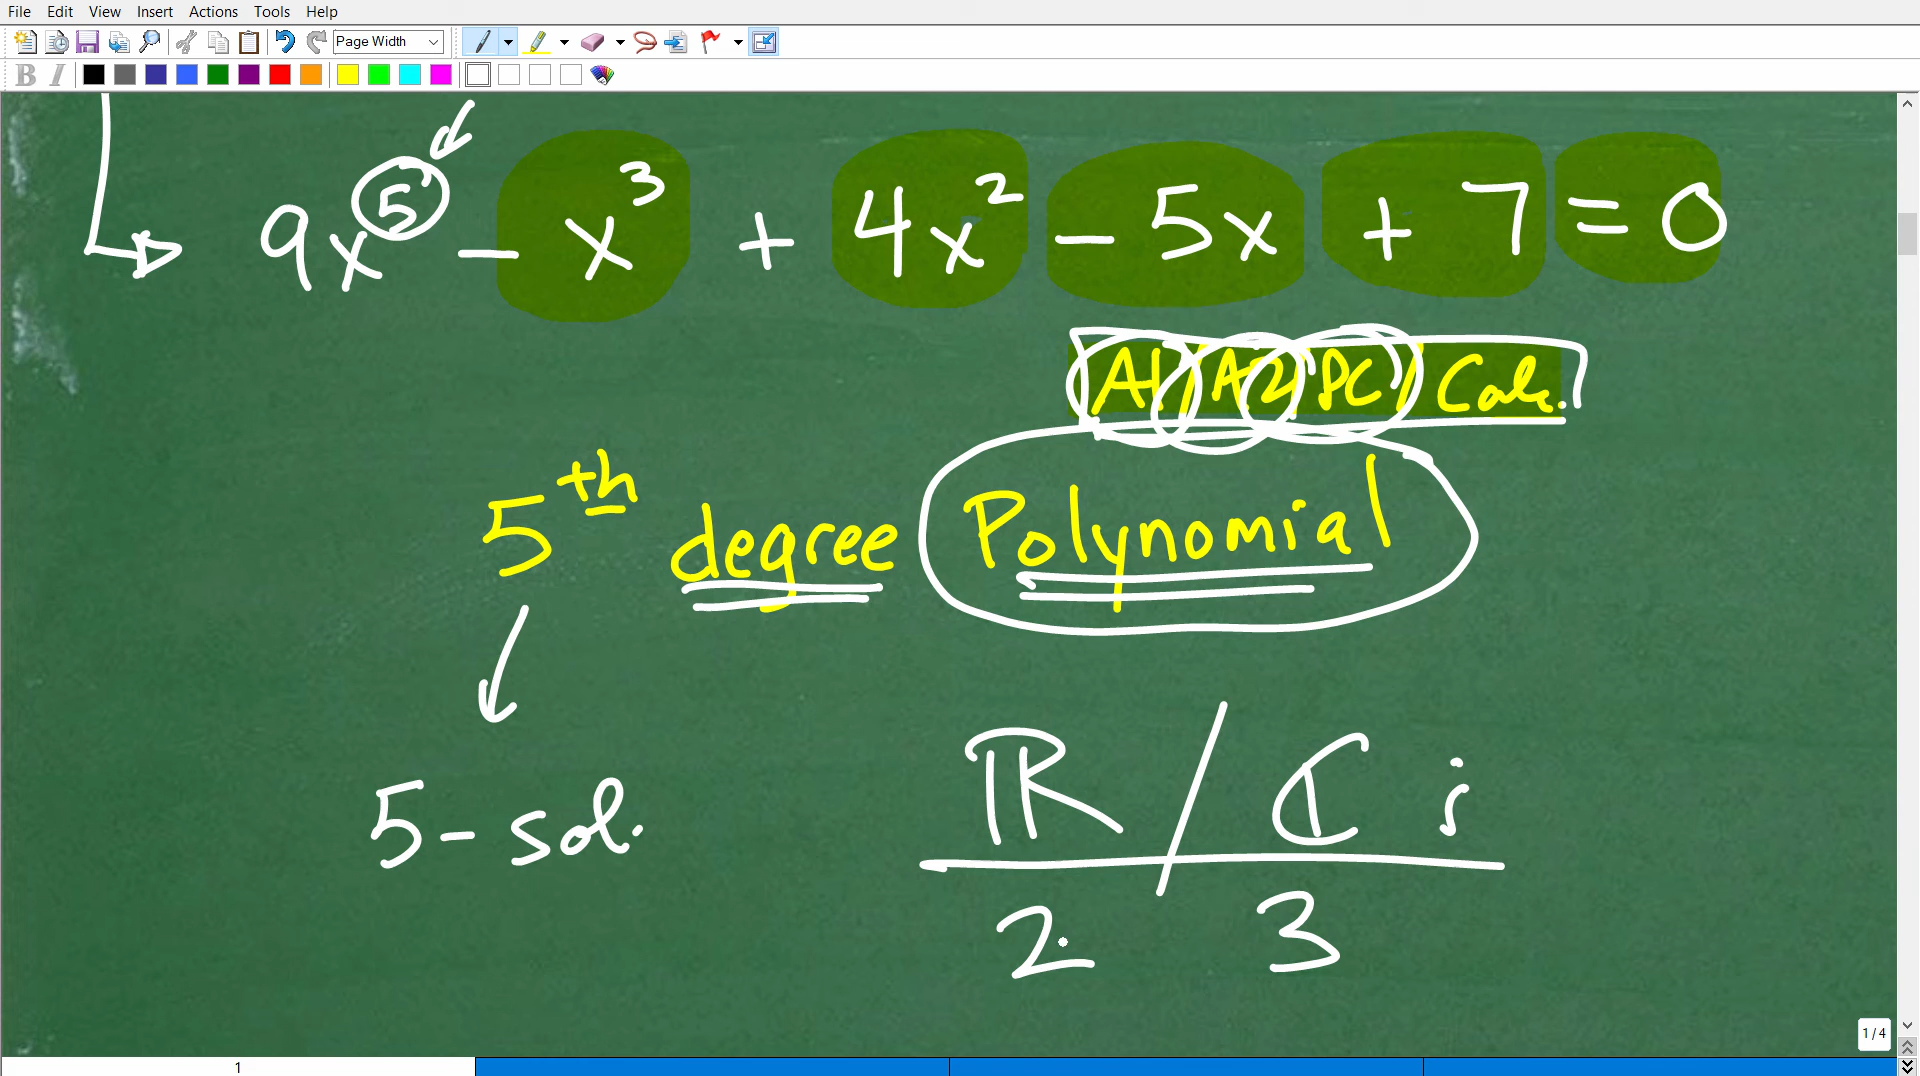 File Edit View Insert Actions Tools Help
Page Width
B I
9x⁵ - x³ + 4x² - 5x + 7 = 0
A1/A2/PC/Calc.
5th degree Polynomial
5-sol.
ℝ / ℂ i
2 3
1 / 4
1